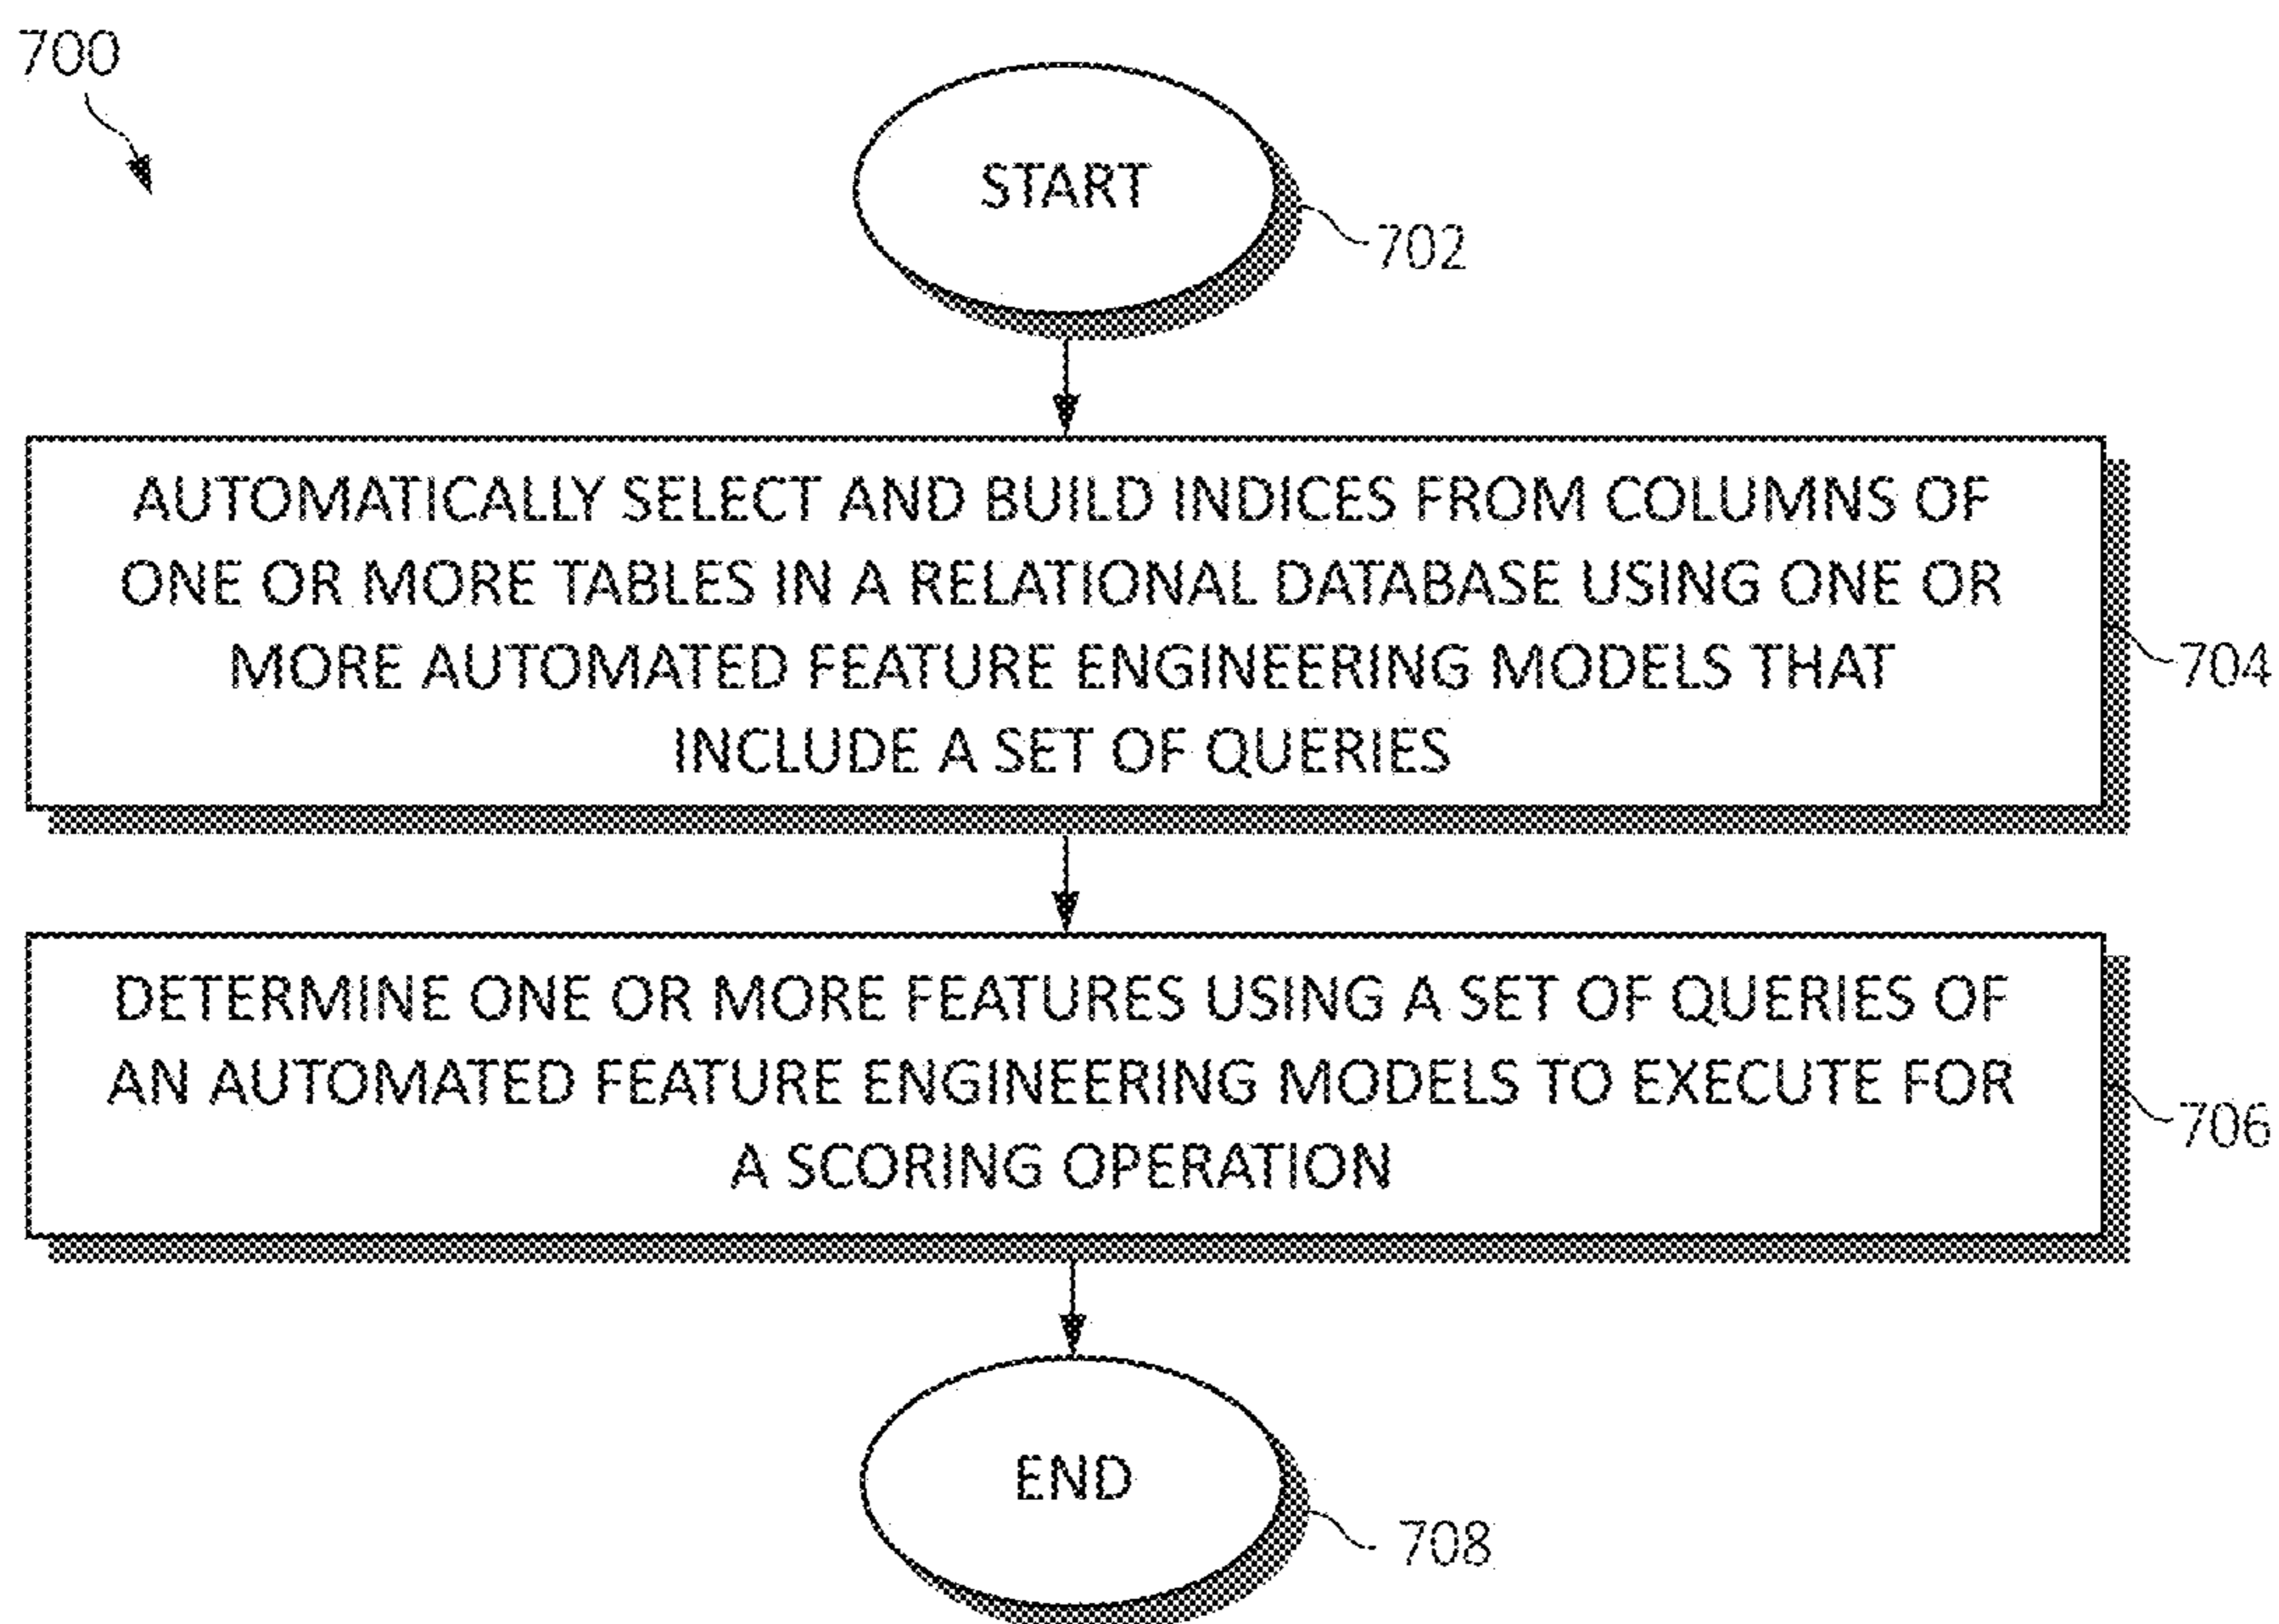 700
START
702
AUTOMATICALLY SELECT AND BUILD INDICES FROM COLUMNS OF
ONE OR MORE TABLES IN A RELATIONAL DATABASE USING ONE OR
MORE AUTOMATED FEATURE ENGINEERING MODELS THAT
INCLUDE A SET OF QUERIES
704
DETERMINE ONE OR MORE FEATURES USING A SET OF QUERIES OF
AN AUTOMATED FEATURE ENGINEERING MODELS TO EXECUTE FOR
A SCORING OPERATION
706
END
708